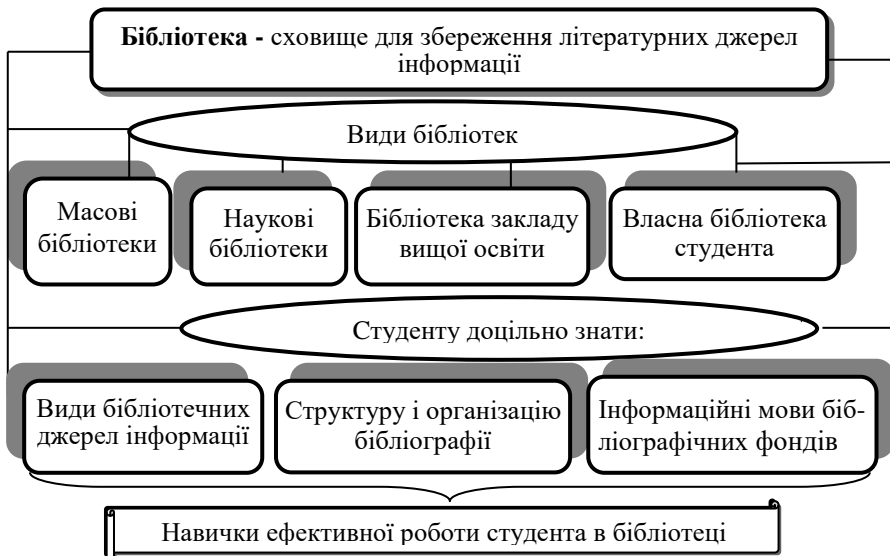 Бібліотека - сховище для збереження літературних джерел
інформації
Види бібліотек
Масові
бібліотеки
Наукові
бібліотеки
Бібліотека закладу
вищої освіти
Власна бібліотека
студента
Студенту доцільно знати:
Види бібліотечних
джерел інформації
Структуру і організацію
бібліографії
Інформаційні мови біб-
ліографічних фондів
Навички ефективної роботи студента в бібліотеці